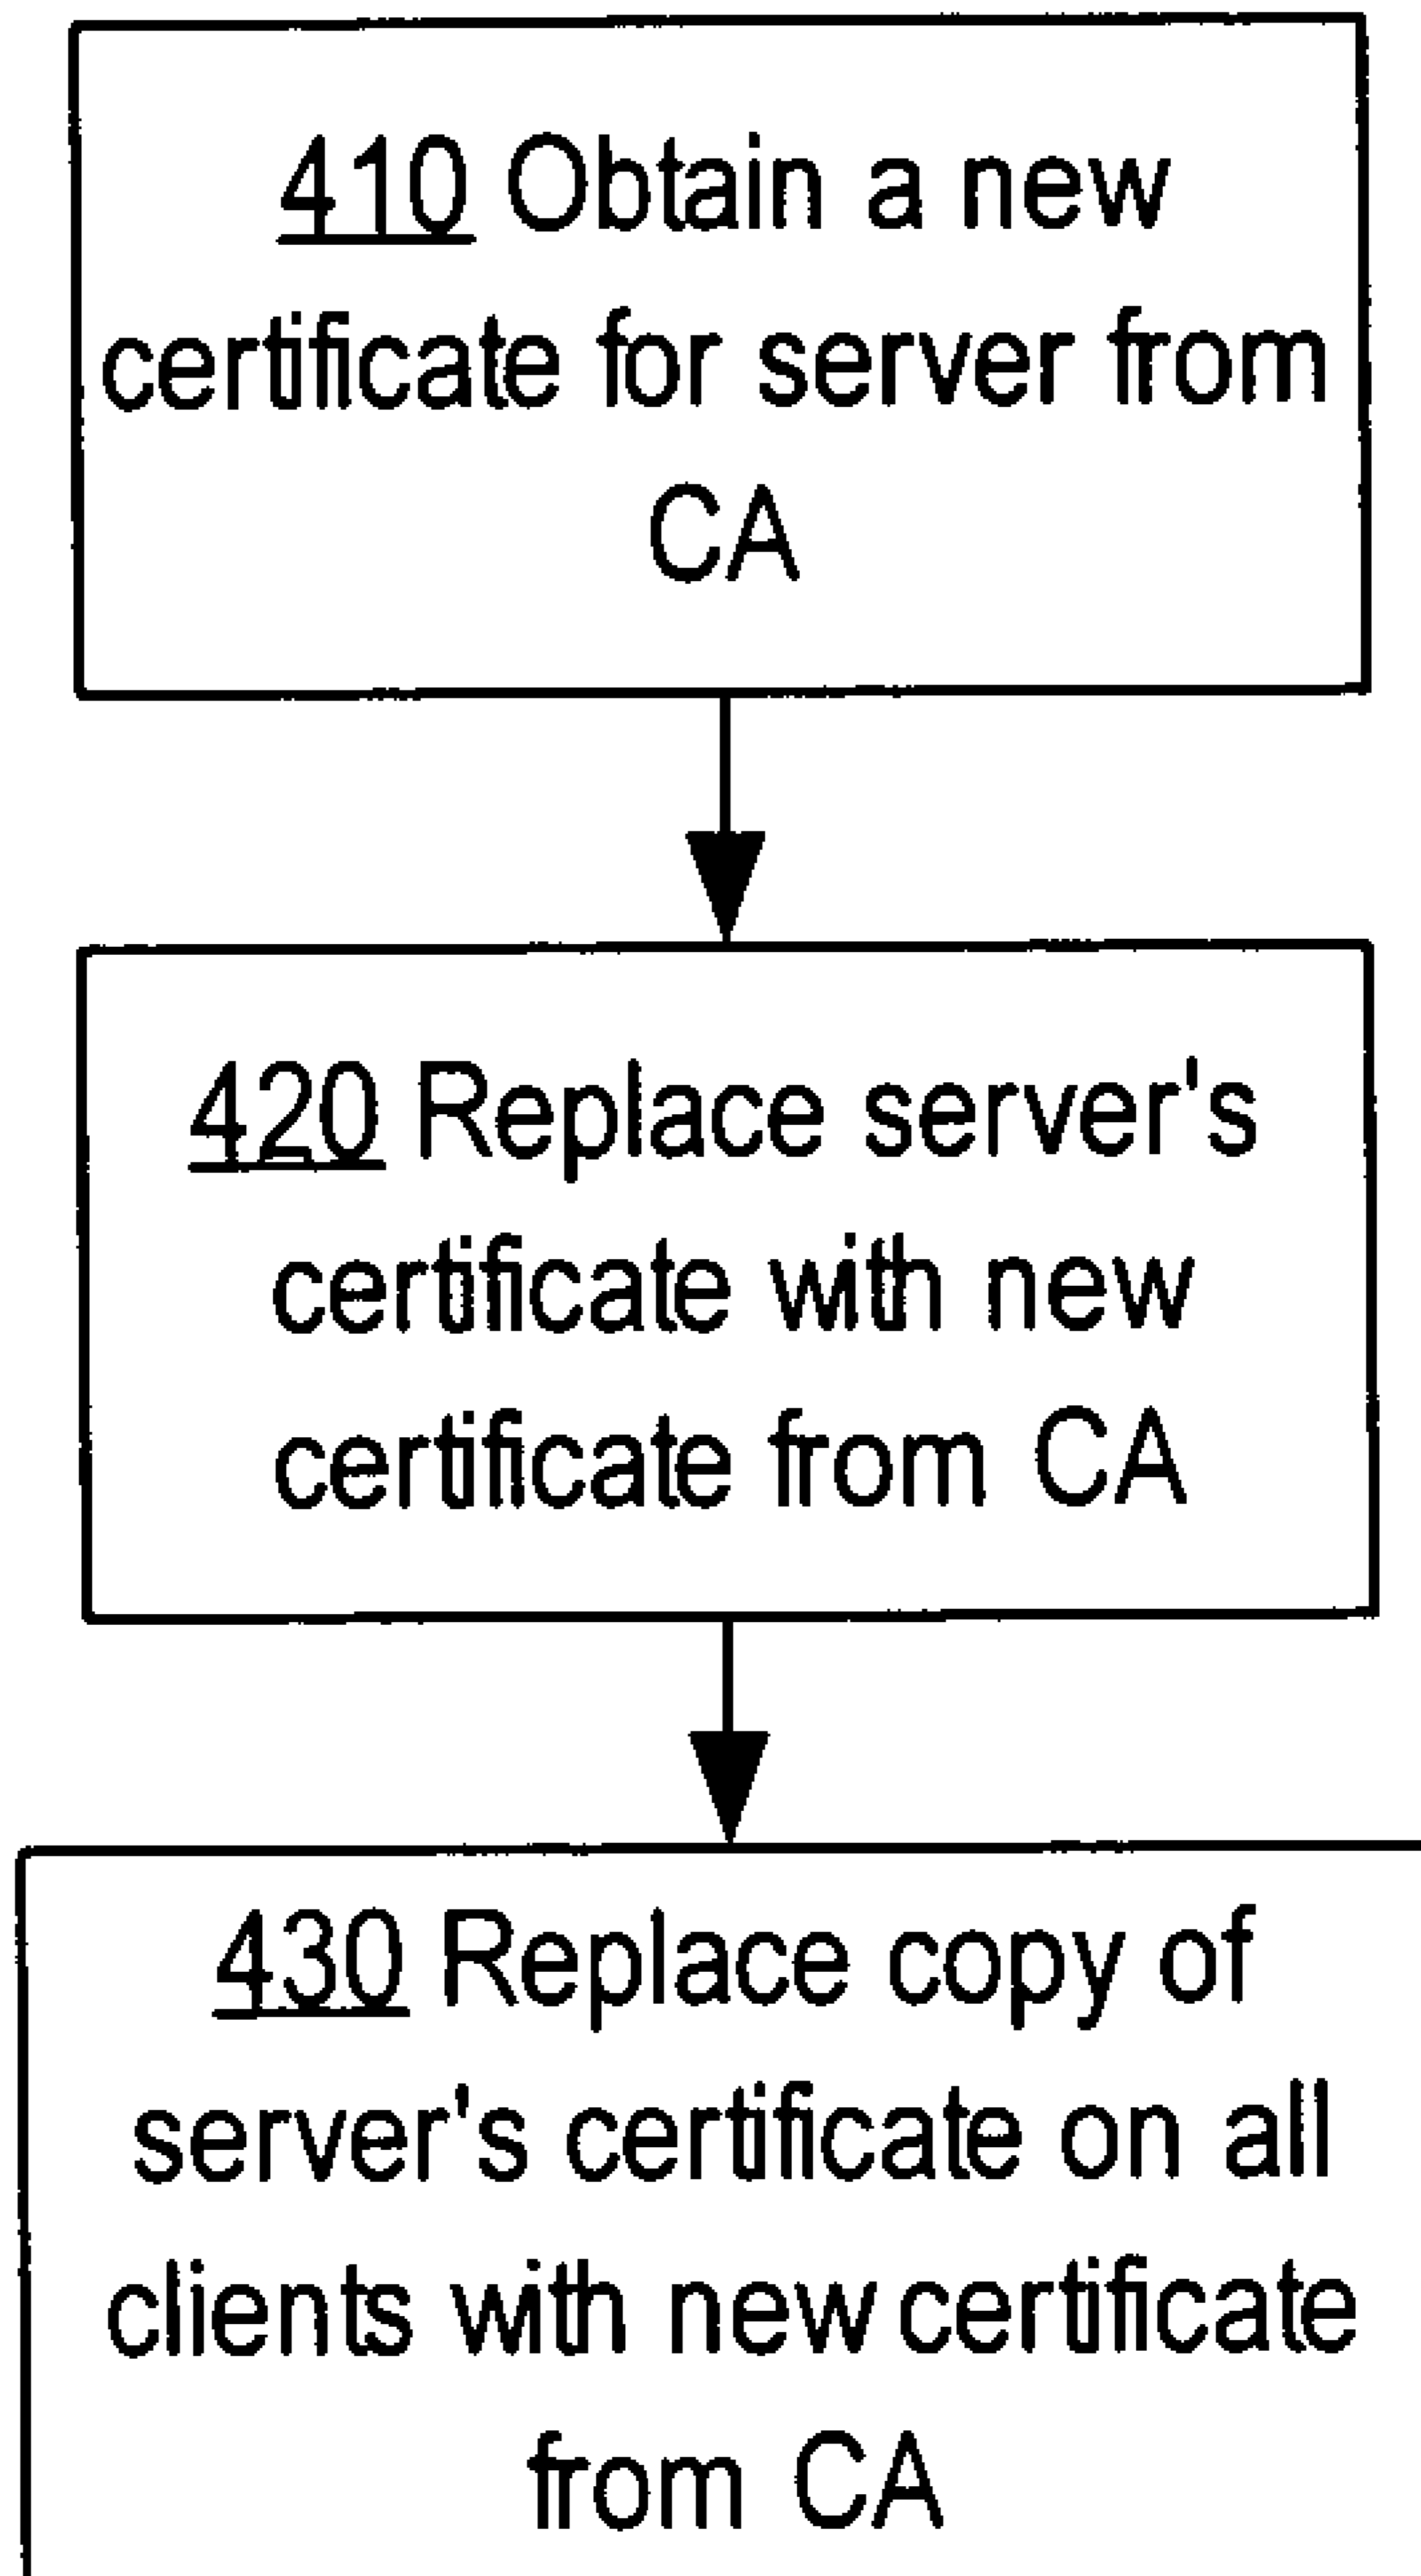 410 Obtain a new
certificate for server from
CA
420 Replace server's
certificate with new
certificate from CA
430 Replace copy of
server's certificate on all
clients with new certificate
from CA